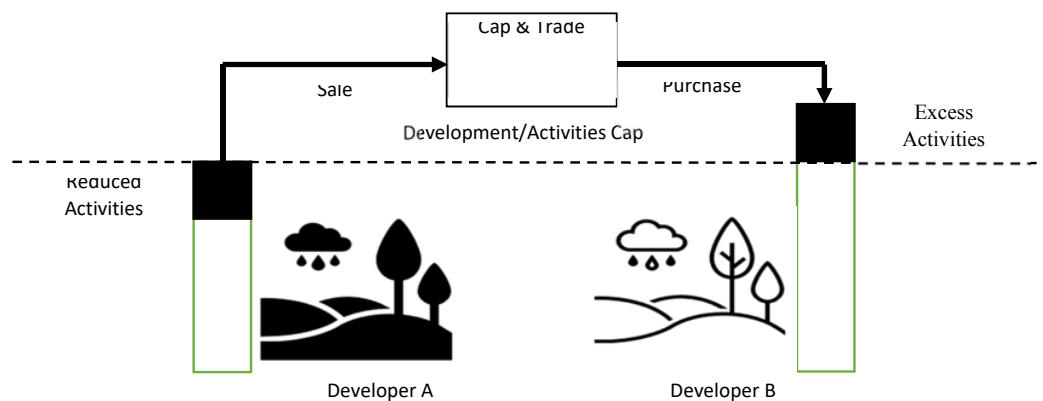 Cap & Trade
Sale
Purchase
Excess
Activities
Development/Activities Cap
Reduced
Activities
Developer A
Developer B